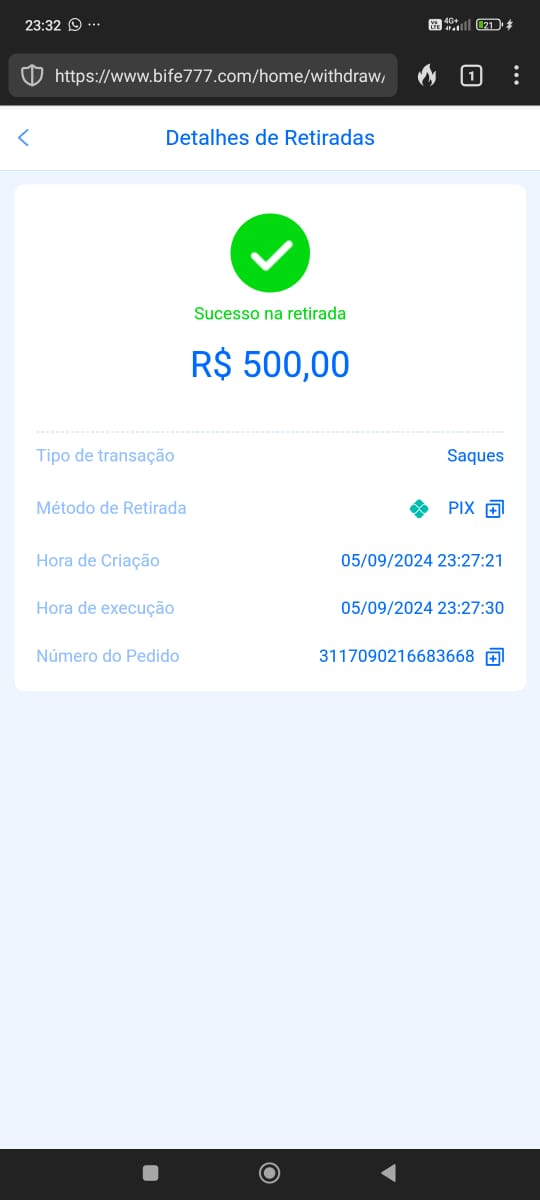 23:32
Vo LTE 4G+ 21
https://www.bife777.com/home/withdraw/
1
Detalhes de Retiradas
Sucesso na retirada
R$ 500,00
Tipo de transação Saques
Método de Retirada PIX
Hora de Criação 05/09/2024 23:27:21
Hora de execução 05/09/2024 23:27:30
Número do Pedido 3117090216683668